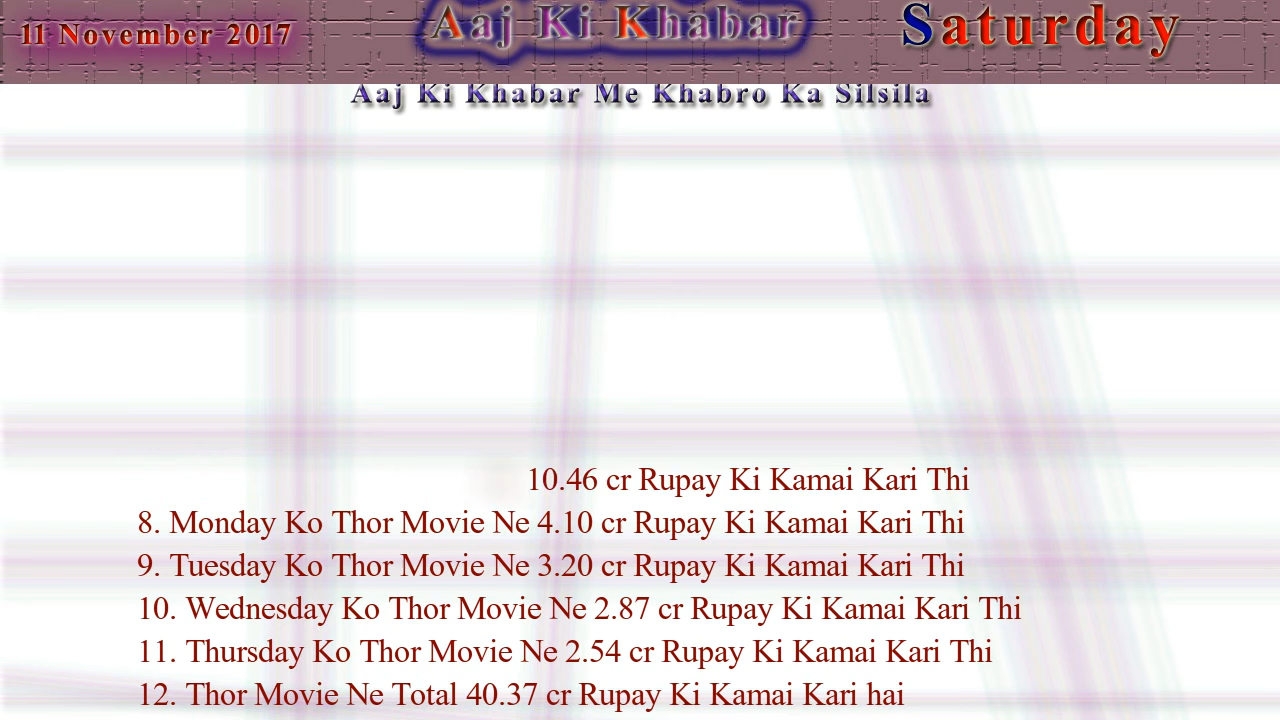 11 November 2017
Aaj Ki Khabar
Saturday
Aaj Ki Khabar Me Khabro Ka Silsila
10.46 cr Rupay Ki Kamai Kari Thi
8. Monday Ko Thor Movie Ne 4.10 cr Rupay Ki Kamai Kari Thi
9. Tuesday Ko Thor Movie Ne 3.20 cr Rupay Ki Kamai Kari Thi
10. Wednesday Ko Thor Movie Ne 2.87 cr Rupay Ki Kamai Kari Thi
11. Thursday Ko Thor Movie Ne 2.54 cr Rupay Ki Kamai Kari Thi
12. Thor Movie Ne Total 40.37 cr Rupay Ki Kamai Kari hai